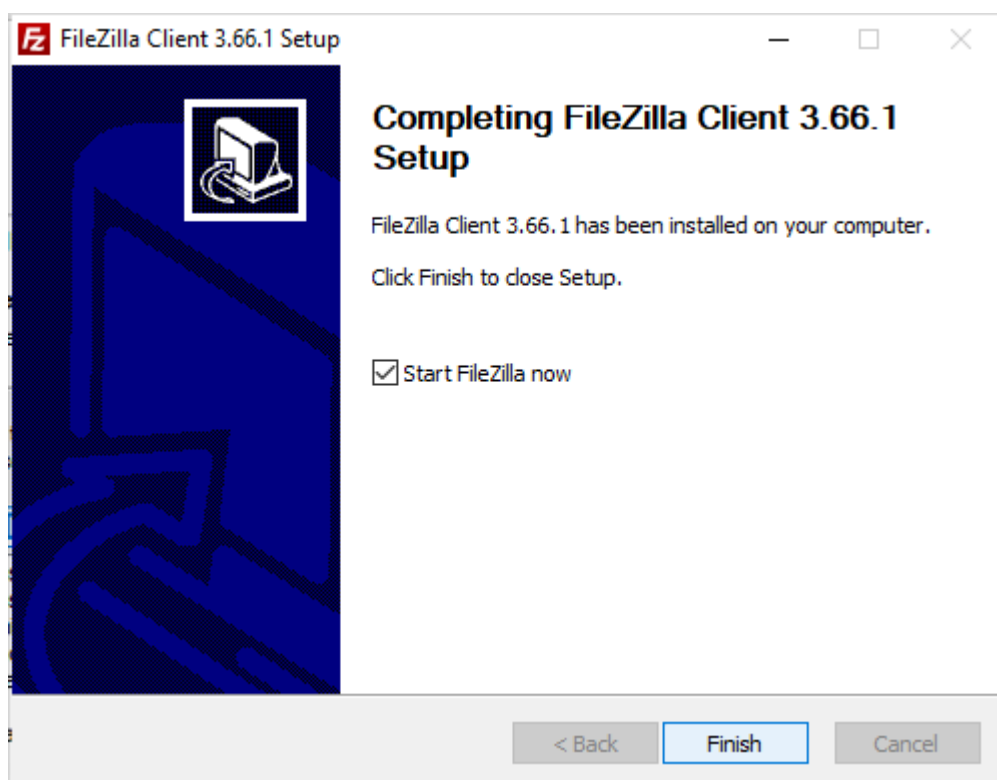 FileZilla Client 3.66.1 Setup
Completing FileZilla Client 3.66.1
Setup
FileZilla Client 3.66.1 has been installed on your computer.
Click Finish to close Setup.
Start FileZilla now
< Back Finish Cancel